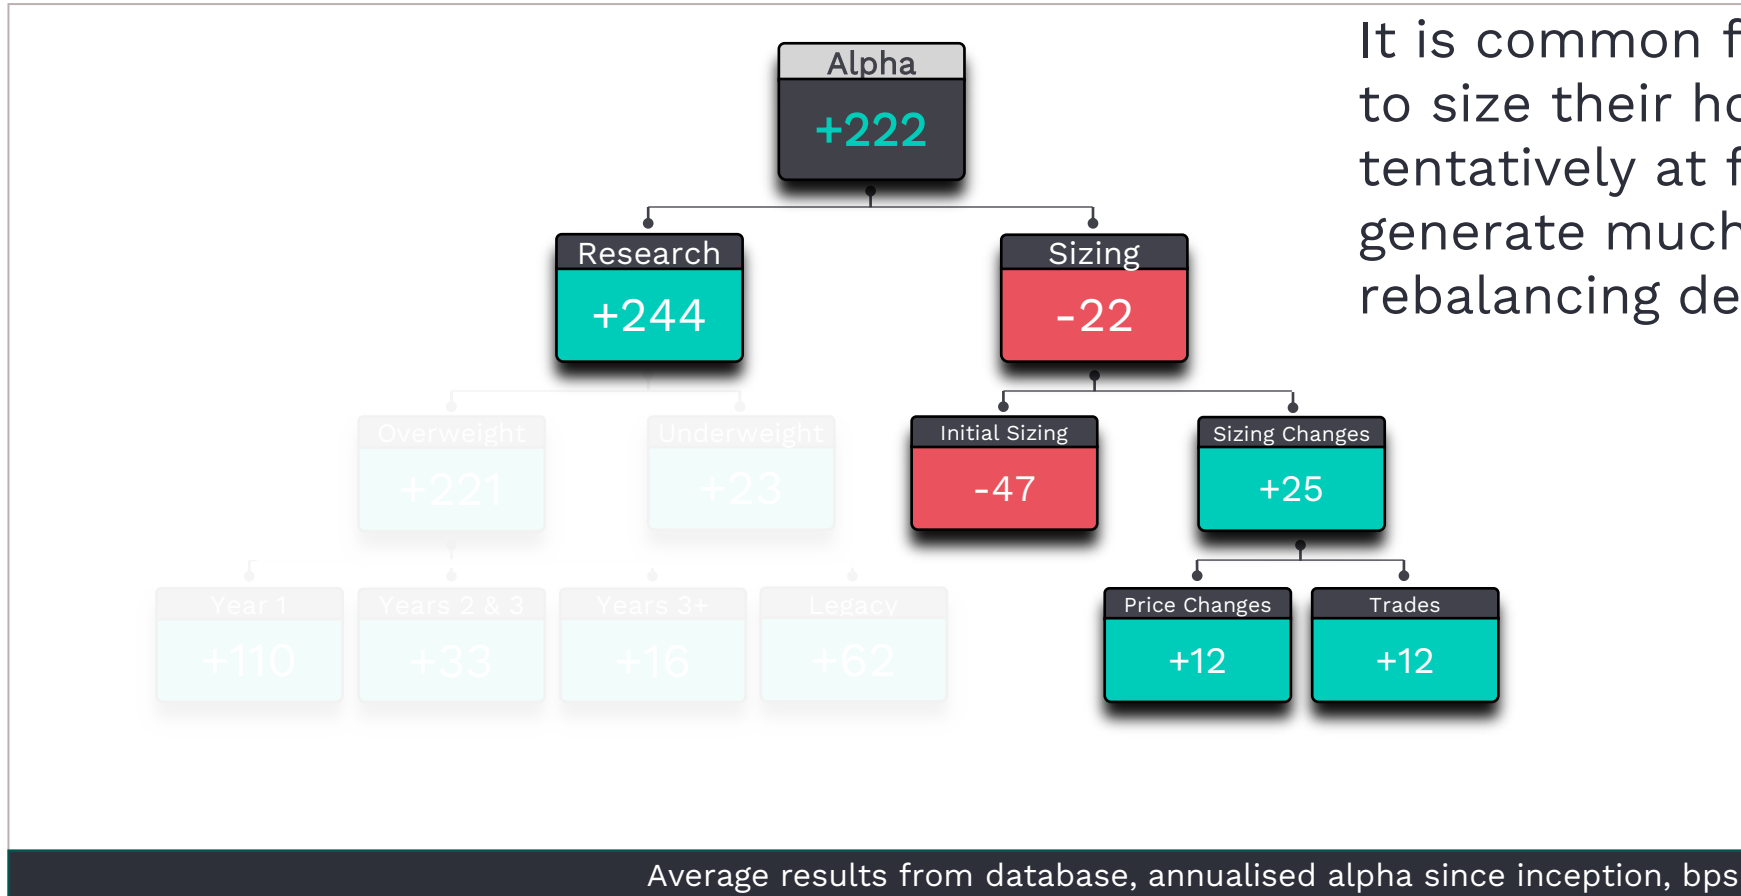 It is common f
to size their ho
tentatively at f
generate much
rebalancing de
Alpha
+222
Research
+244
Sizing
-22
Overweight
+221
Underweight
+23
Initial Sizing
-47
Sizing Changes
+25
Year 1
+110
Years 2 & 3
+33
Years 3+
+16
Legacy
+62
Price Changes
+12
Trades
+12
Average results from database, annualised alpha since inception, bps